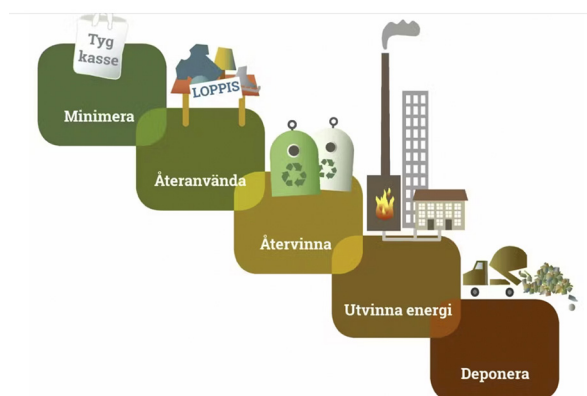 Tyg
kasse
Minimera
LOPPIS
Återanvända
Återvinna
Utvinna energi
Deponera